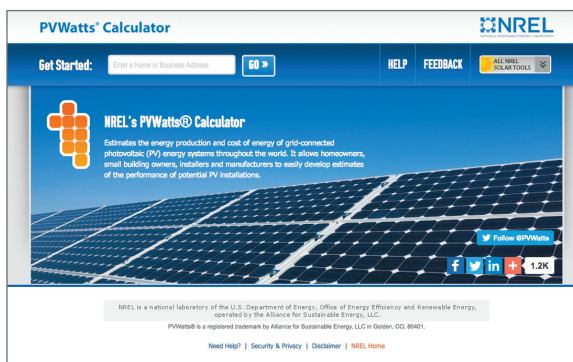 PVWatts® Calculator
NREL
NATIONAL RENEWABLE ENERGY LABORATORY
Get Started:
Enter a Home or Business Address
GO »
HELP
FEEDBACK
ALL NREL
SOLAR TOOLS
NREL's PVWatts® Calculator
Estimates the energy production and cost of energy of grid-connected
photovoltaic (PV) energy systems throughout the world. It allows homeowners,
small building owners, installers and manufacturers to easily develop estimates
of the performance of potential PV installations.
Follow @PVWatts
1.2K
NREL is a national laboratory of the U.S. Department of Energy, Office of Energy Efficiency and Renewable Energy,
operated by the Alliance for Sustainable Energy, LLC.
PVWatts® is a registered trademark by Alliance for Sustainable Energy, LLC in Golden, CO, 80401.
Need Help? | Security & Privacy | Disclaimer | NREL Home